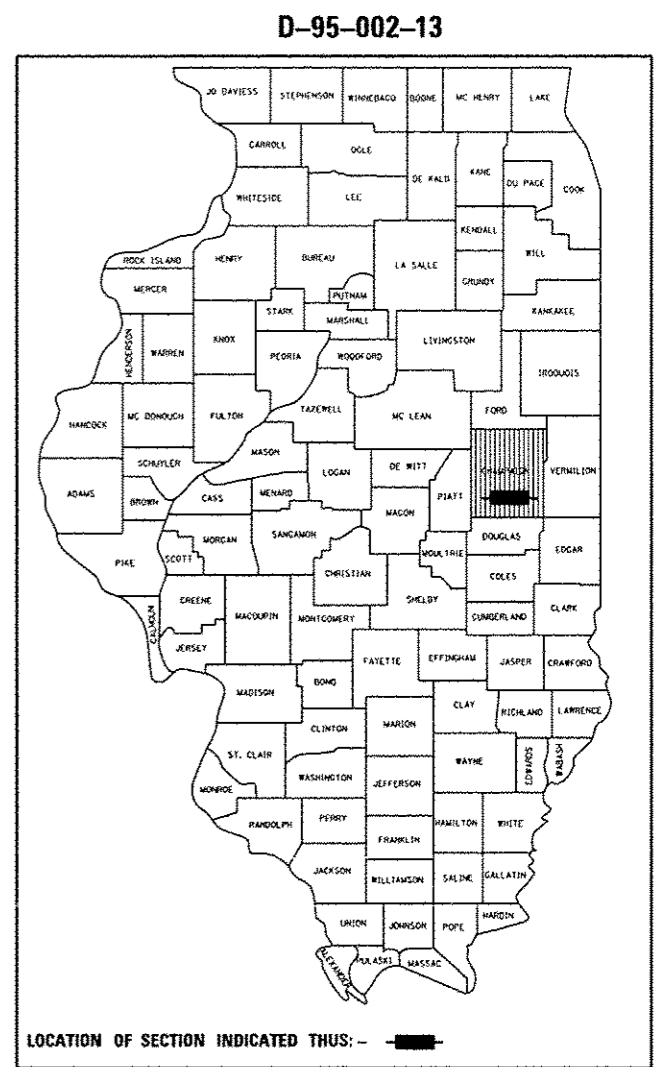 D-95-002-13
JO DAVIESS STEPHENSON WINNEBAGO BOONE MC HENRY LAKE
CARROLL OGLE
DE KALB KANE DU PAGE COOK
WHITESIDE LEE
KENDALL
ROCK ISLAND HENRY BUREAU LA SALLE GRUNDY WILL
MERCER PUTNAM
STARK MARSHALL KANKAKEE
HENDERSON WARREN KNOX PEORIA WOODFORD LIVINGSTON IROQUOIS
HANCOCK MC DONOUGH FULTON TAZEWELL MC LEAN FORD
MASON
SCHUYLER LOGAN DE WITT CHAMPAIGN VERMILION
ADAMS BROWN CASS MENARD PIATT
MACON
MORGAN SANGAMON DOUGLAS
PIKE SCOTT CHRISTIAN MOULTRIE EDGAR
COLES
GREENE MACOUPIN MONTGOMERY SHELBY CUMBERLAND CLARK
CALHOUN JERSEY
FAYETTE EFFINGHAM JASPER CRAWFORD
MADISON BOND
CLAY RICHLAND LAWRENCE
CLINTON MARION
ST. CLAIR WAYNE EDWARDS WABASH
WASHINGTON JEFFERSON
MONROE
RANDOLPH PERRY HAMILTON WHITE
FRANKLIN
JACKSON WILLIAMSON SALINE GALLATIN
UNION JOHNSON POPE HARDIN
ALEXANDER PULASKI MASSAC
LOCATION OF SECTION INDICATED THUS: -